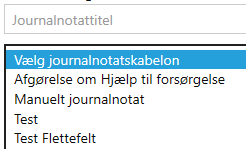 Journalnotattitel
Vælg journalnotatskabelon
Afgørelse om Hjælp til forsørgelse
Manuelt journalnotat
Test
Test Flettefelt